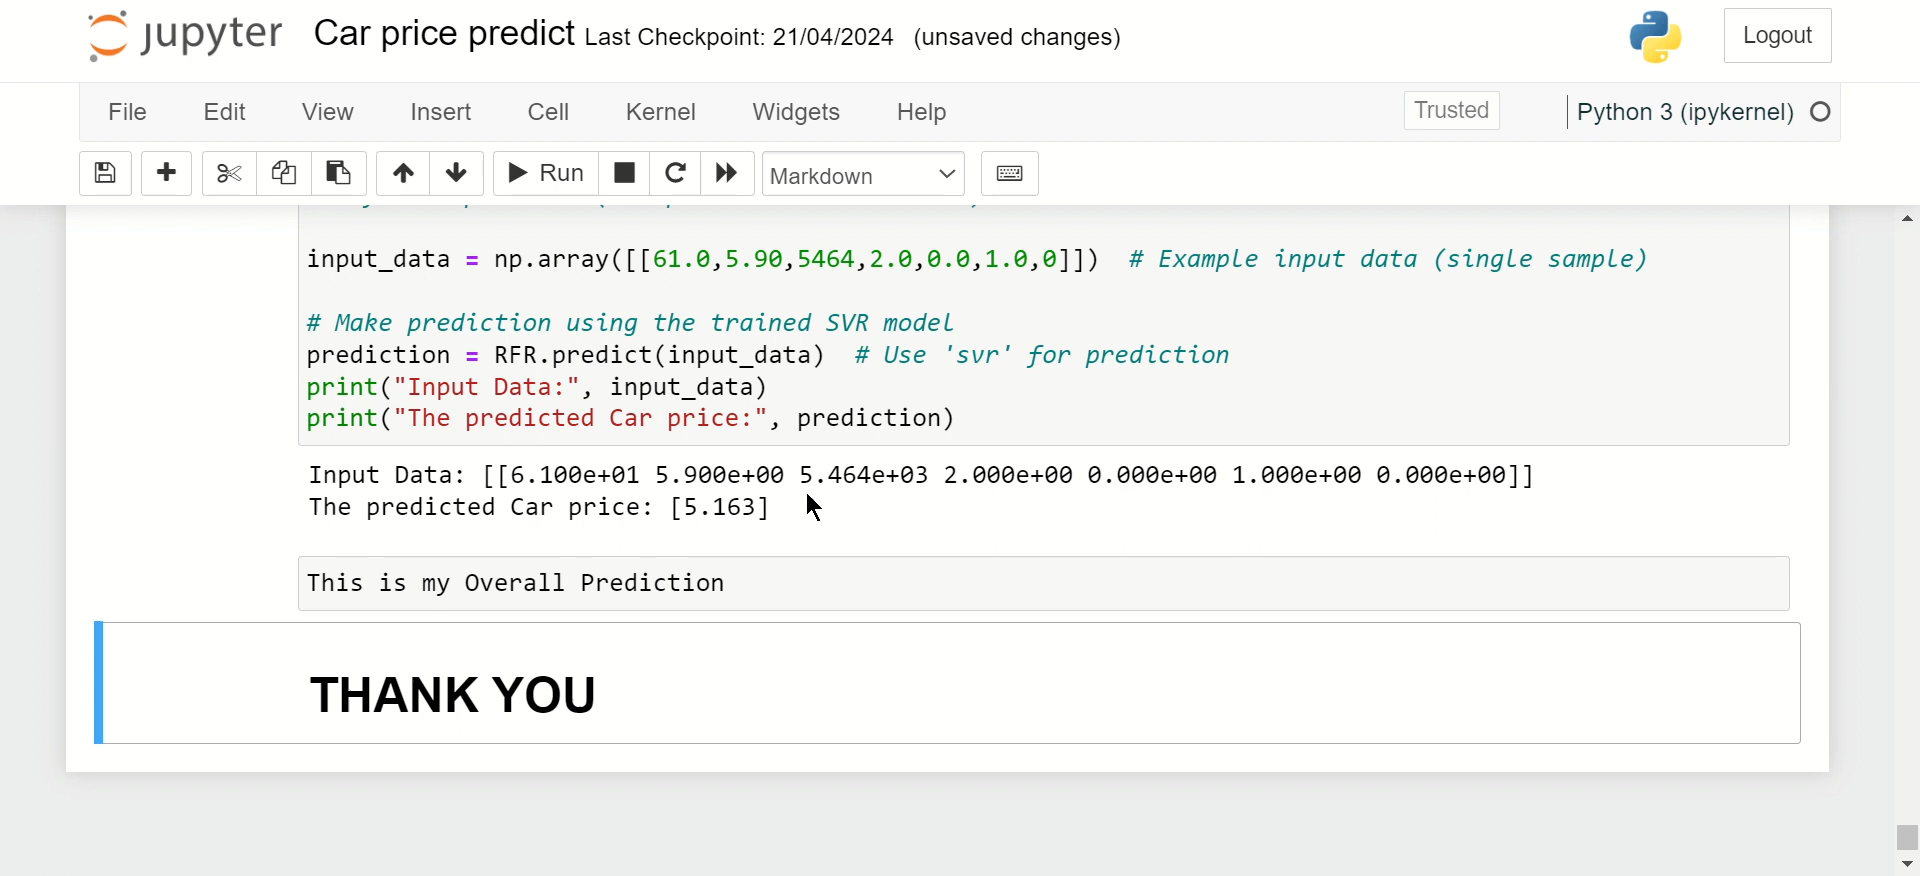 jupyter Car price predict Last Checkpoint: 21/04/2024 (unsaved changes) Logout
File Edit View Insert Cell Kernel Widgets Help Trusted Python 3 (ipykernel)
Run Markdown
input_data = np.array([[61.0,5.90,5464,2.0,0.0,1.0,0]]) # Example input data (single sample)
# Make prediction using the trained SVR model
prediction = RFR.predict(input_data) # Use 'svr' for prediction
print("Input Data:", input_data)
print("The predicted Car price:", prediction)
Input Data: [[6.100e+01 5.900e+00 5.464e+03 2.000e+00 0.000e+00 1.000e+00 0.000e+00]]
The predicted Car price: [5.163]
This is my Overall Prediction
THANK YOU